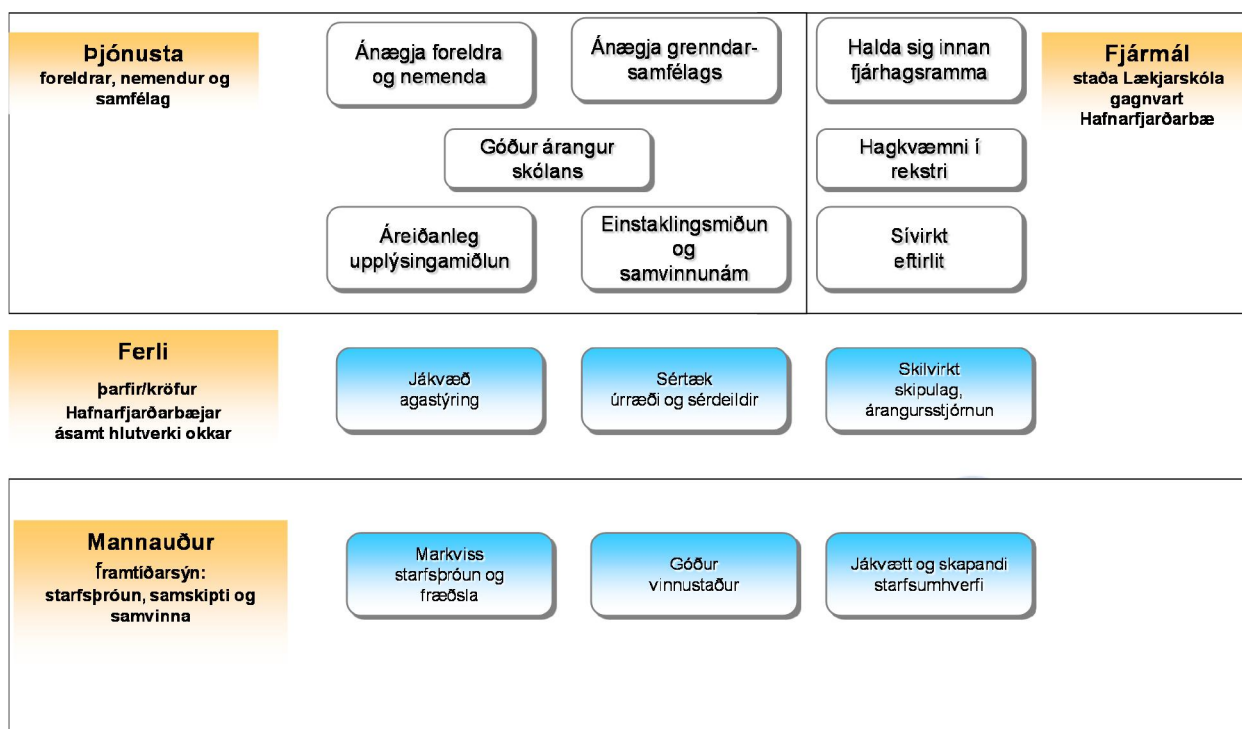 Þjónusta
foreldrar, nemendur og
samfélag
Ánægja foreldra
og nemenda
Ánægja grenndar-
samfélags
Góður árangur
skólans
Áreiðanleg
upplýsingamiðlun
Einstaklingsmiðun
og
samvinnunám
Halda sig innan
fjárhagsramma
Hagkvæmni í
rekstri
Sívirkt
eftirlit
Fjármál
staða Lækjarskóla
gagnvart
Hafnarfjarðarbæ
Ferli
þarfir/kröfur
Hafnarfjarðarbæjar
ásamt hlutverki okkar
Jákvæð
agastýring
Sértæk
úrræði og sérdeildir
Skilvirkt
skipulag,
árangursstjórnun
Mannauður
framtíðarsýn:
starfsþróun, samskipti og
samvinna
Markviss
starfsþróun og
fræðsla
Góður
vinnustaður
Jákvætt og skapandi
starfsumhverfi